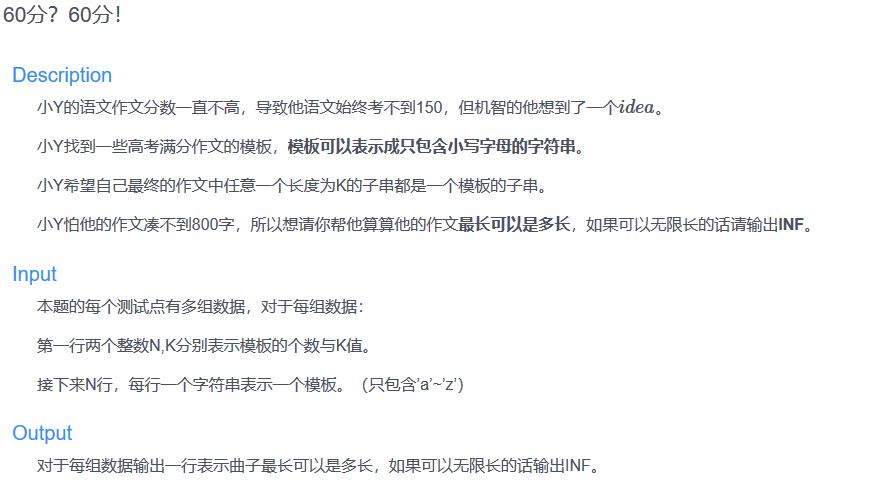 60分？60分！
Description
小Y的语文作文分数一直不高，导致他语文始终考不到150，但机智的他想到了一个idea。
小Y找到一些高考满分作文的模板，模板可以表示成只包含小写字母的字符串。
小Y希望自己最终的作文中任意一个长度为K的子串都是一个模板的子串。
小Y怕他的作文凑不到800字，所以想请你帮他算算他的作文最长可以是多长，如果可以无限长的话请输出INF。
Input
本题的每个测试点有多组数据，对于每组数据：
第一行两个整数N,K分别表示模板的个数与K值。
接下来N行，每行一个字符串表示一个模板。（只包含’a’~’z’）
Output
对于每组数据输出一行表示曲子最长可以是多长，如果可以无限长的话输出INF。